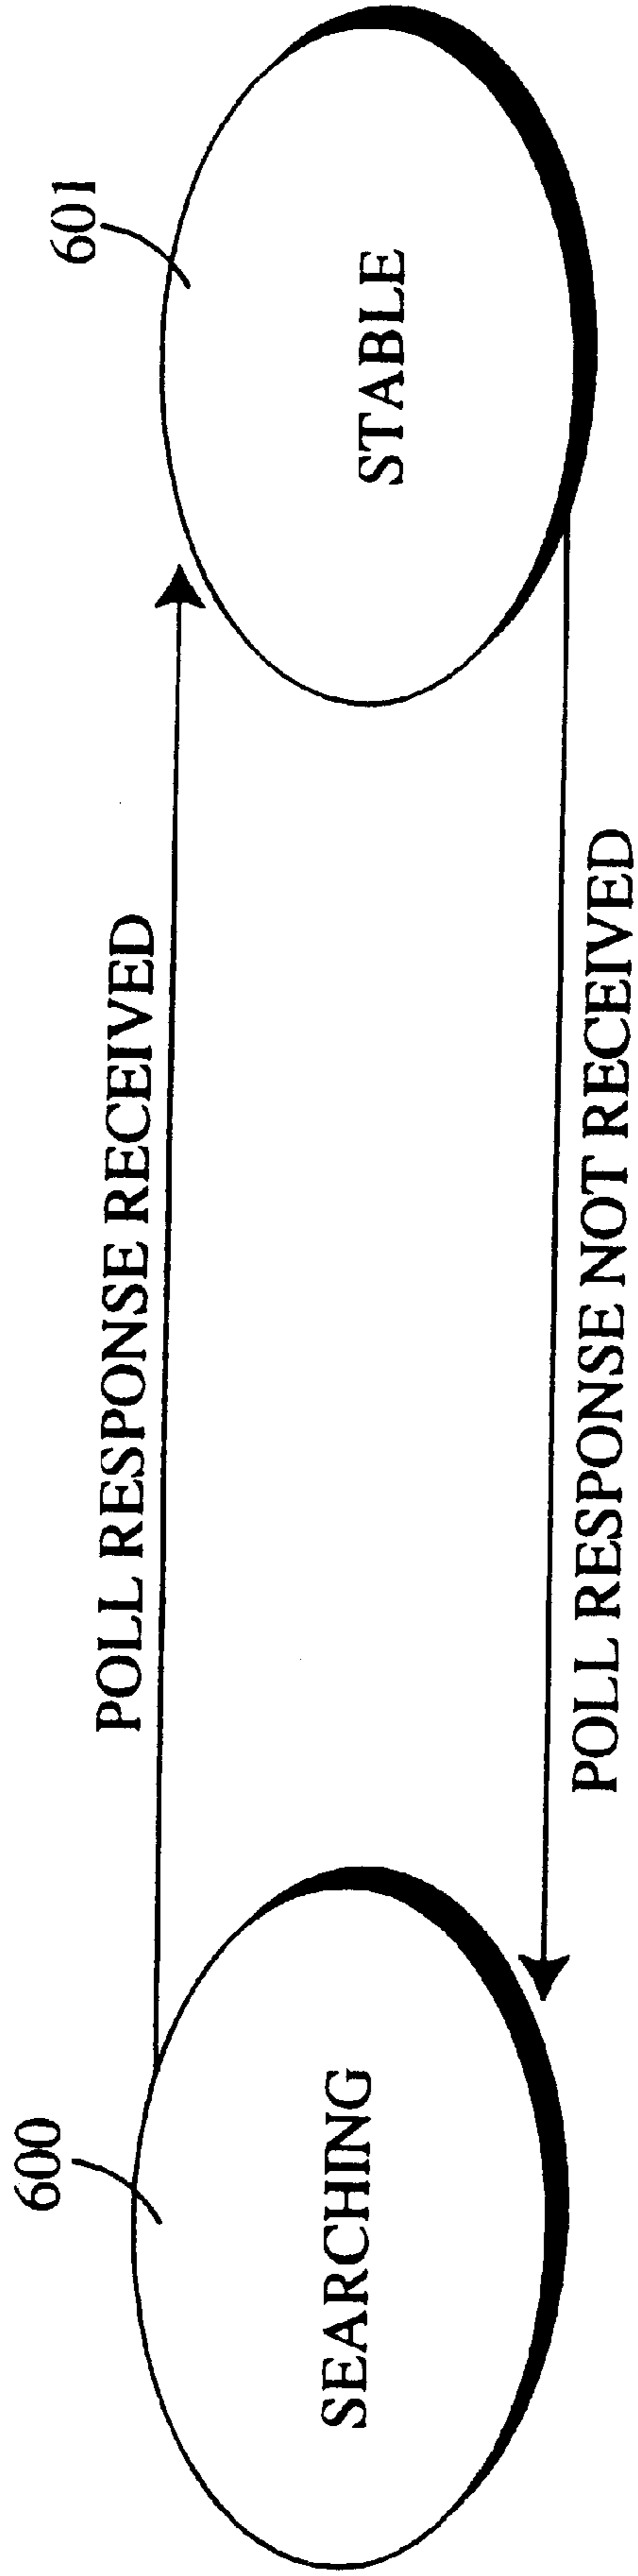 600
601
POLL RESPONSE RECEIVED
SEARCHING
STABLE
POLL RESPONSE NOT RECEIVED